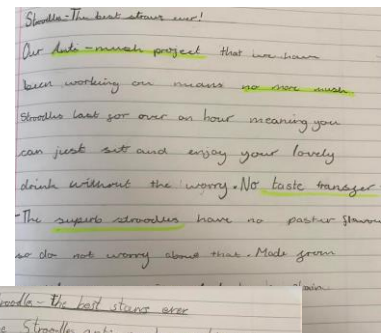 Stroodles - The best straws ever!
Our Anti-mush project that we have
been working on means no more mush
Stroodles last for over an hour meaning you
can just sit and enjoy your lovely
drink without the worry. No taste transfer
- The superb stroodles have no
so do not worry about that. Made from
Stroodles - the best straws ever